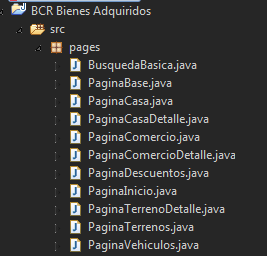 BCR Bienes Adquiridos
src
pages
BusquedaBasica.java
PaginaBase.java
PaginaCasa.java
PaginaCasaDetalle.java
PaginaComercio.java
PaginaComercioDetalle.java
PaginaDescuentos.java
PaginaInicio.java
PaginaTerrenoDetalle.java
PaginaTerrenos.java
PaginaVehiculos.java